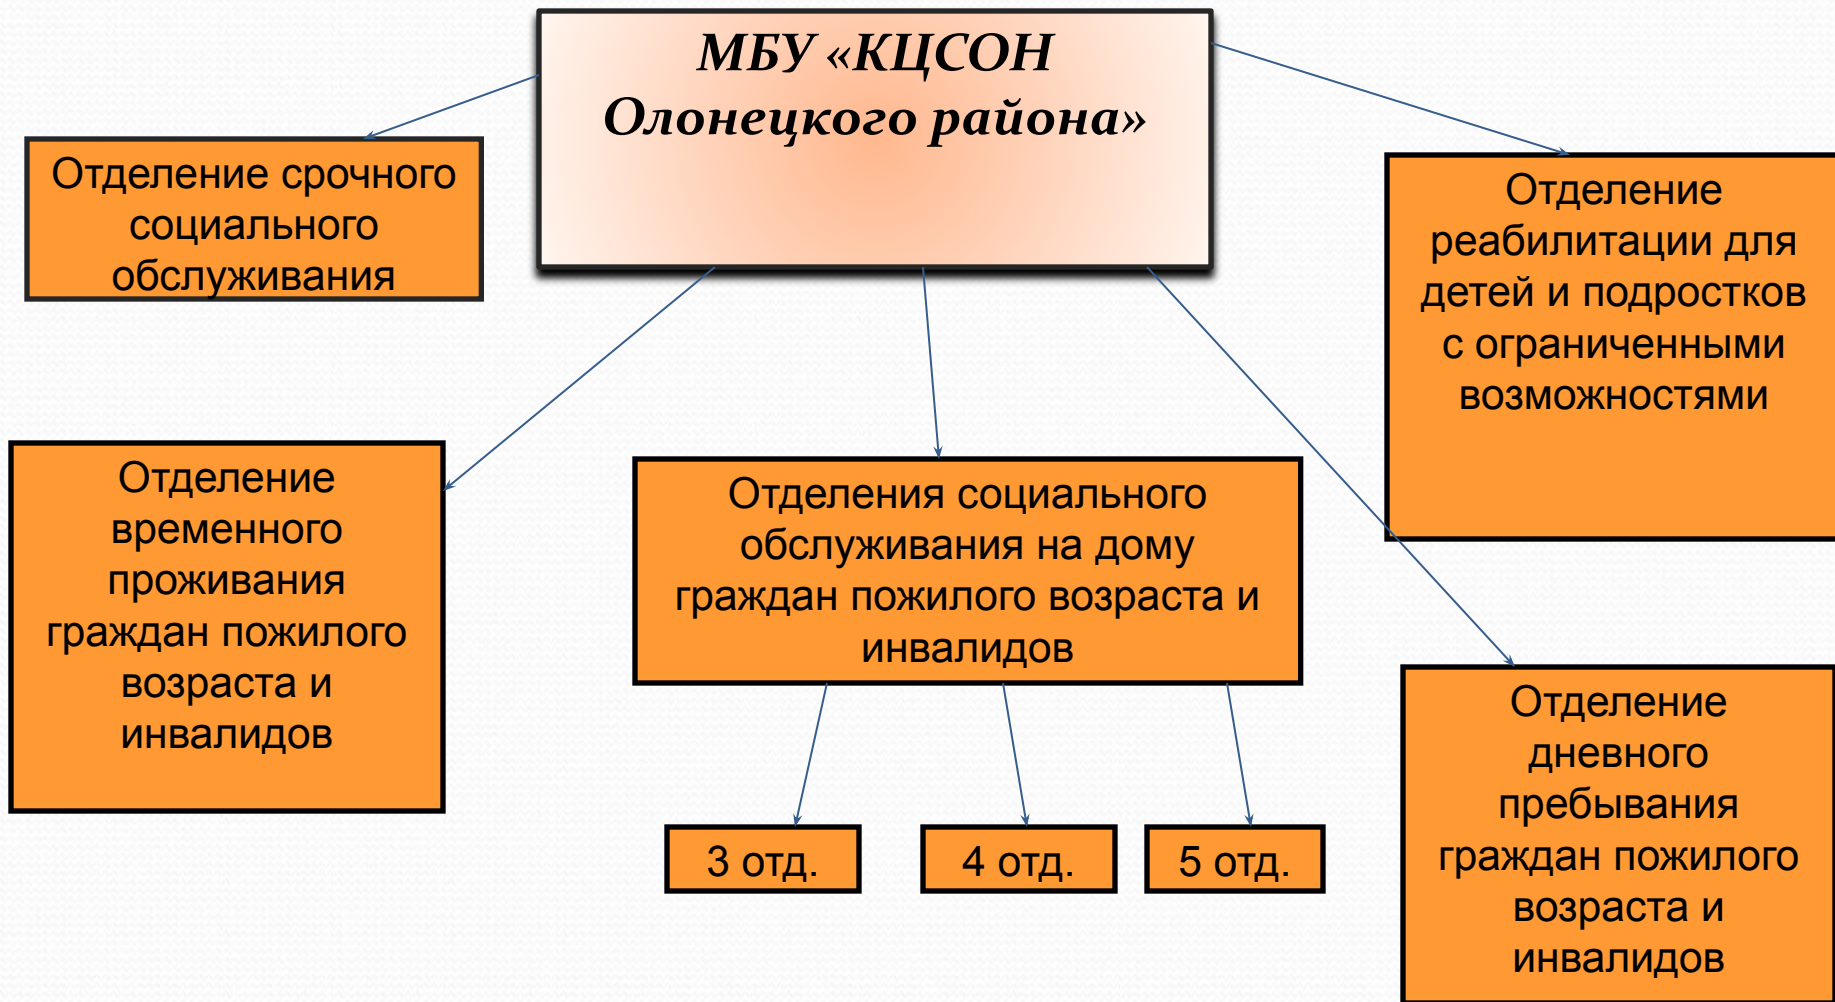 МБУ «КЦСОН
Олонецкого района»
Отделение срочного
социального
обслуживания
Отделение
реабилитации для
детей и подростков
с ограниченными
возможностями
Отделение
временного
проживания
граждан пожилого
возраста и
инвалидов
Отделения социального
обслуживания на дому
граждан пожилого возраста и
инвалидов
Отделение
дневного
пребывания
граждан пожилого
возраста и
инвалидов
3 отд.
4 отд.
5 отд.